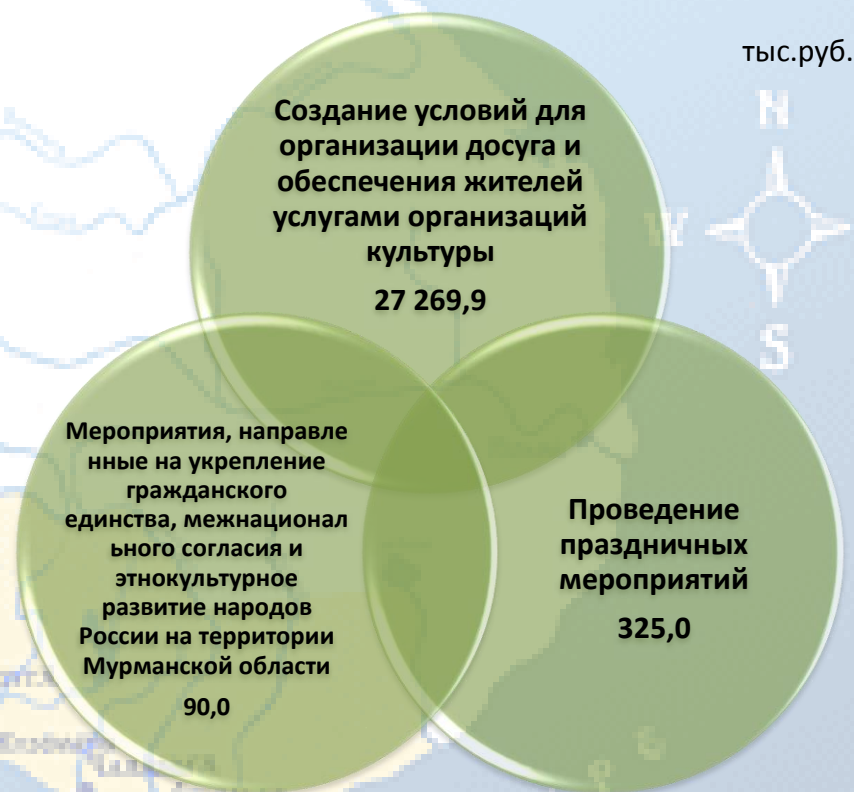 тыс.руб.
Создание условий для
организации досуга и
обеспечения жителей
услугами организаций
культуры
27 269,9
N
W
S
Мероприятия, направле
нные на укрепление
гражданского
единства, межнационал
ьного согласия и
этнокультурное
развитие народов
России на территории
Мурманской области
90,0
Проведение
праздничных
мероприятий
325,0